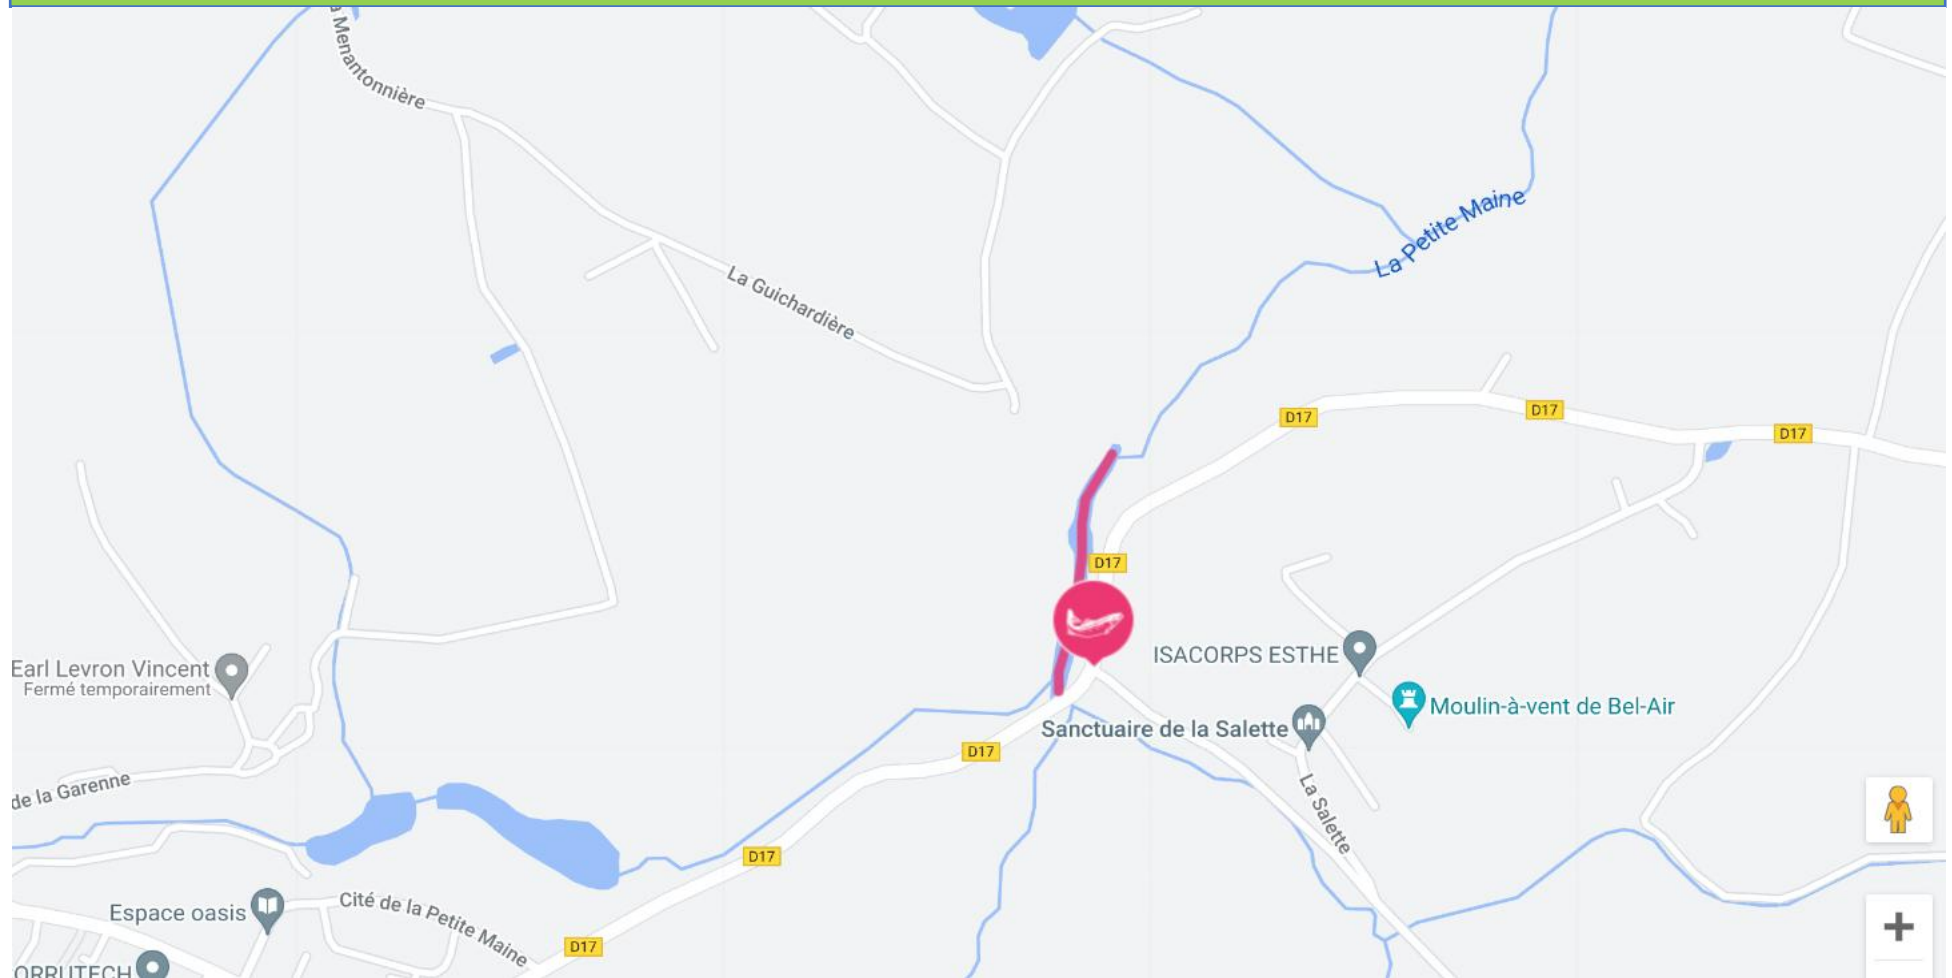 a Menantonnière
La Petite Maine
La Guichardière
D17
D17
D17
D17
ISACORPS ESTHE
Earl Levron Vincent
Fermé temporairement
Moulin-à-vent de Bel-Air
Sanctuaire de la Salette
D17
de la Garenne
La Salette
D17
Cité de la Petite Maine
Espace oasis
D17
ORRUTECH
+